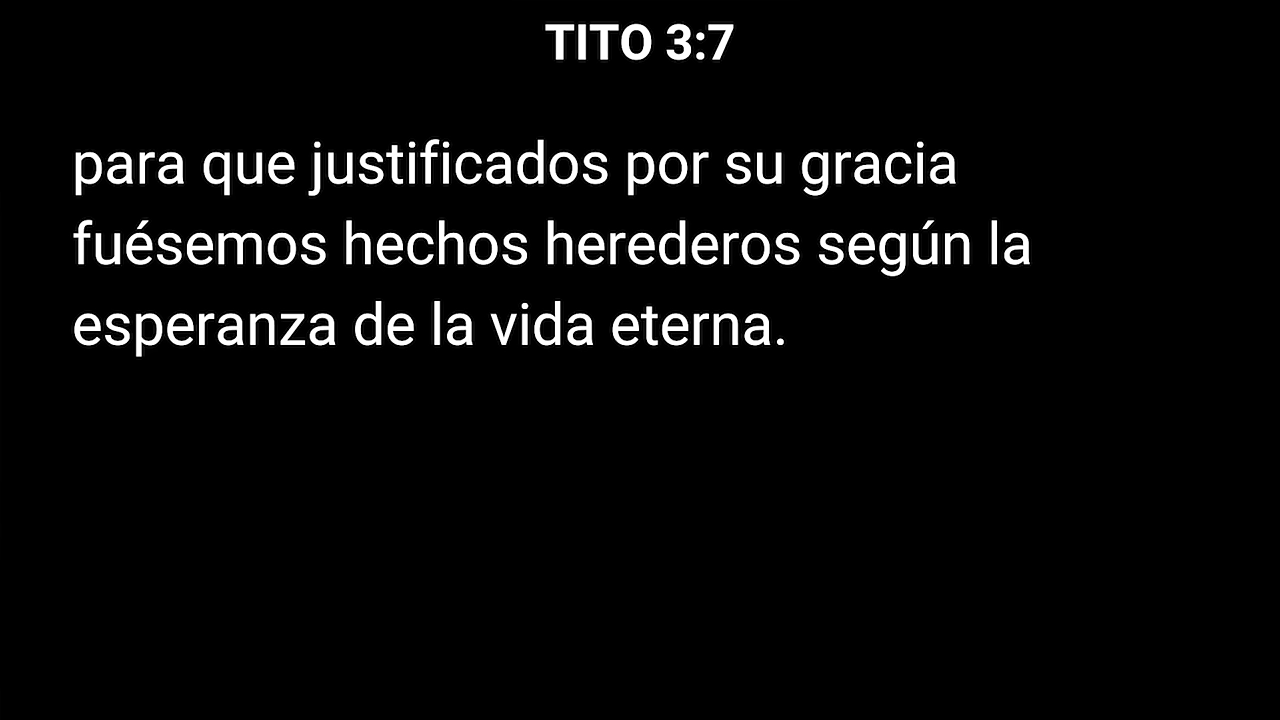 TITO 3:7
para que justificados por su gracia
fuésemos hechos herederos según la
esperanza de la vida eterna.